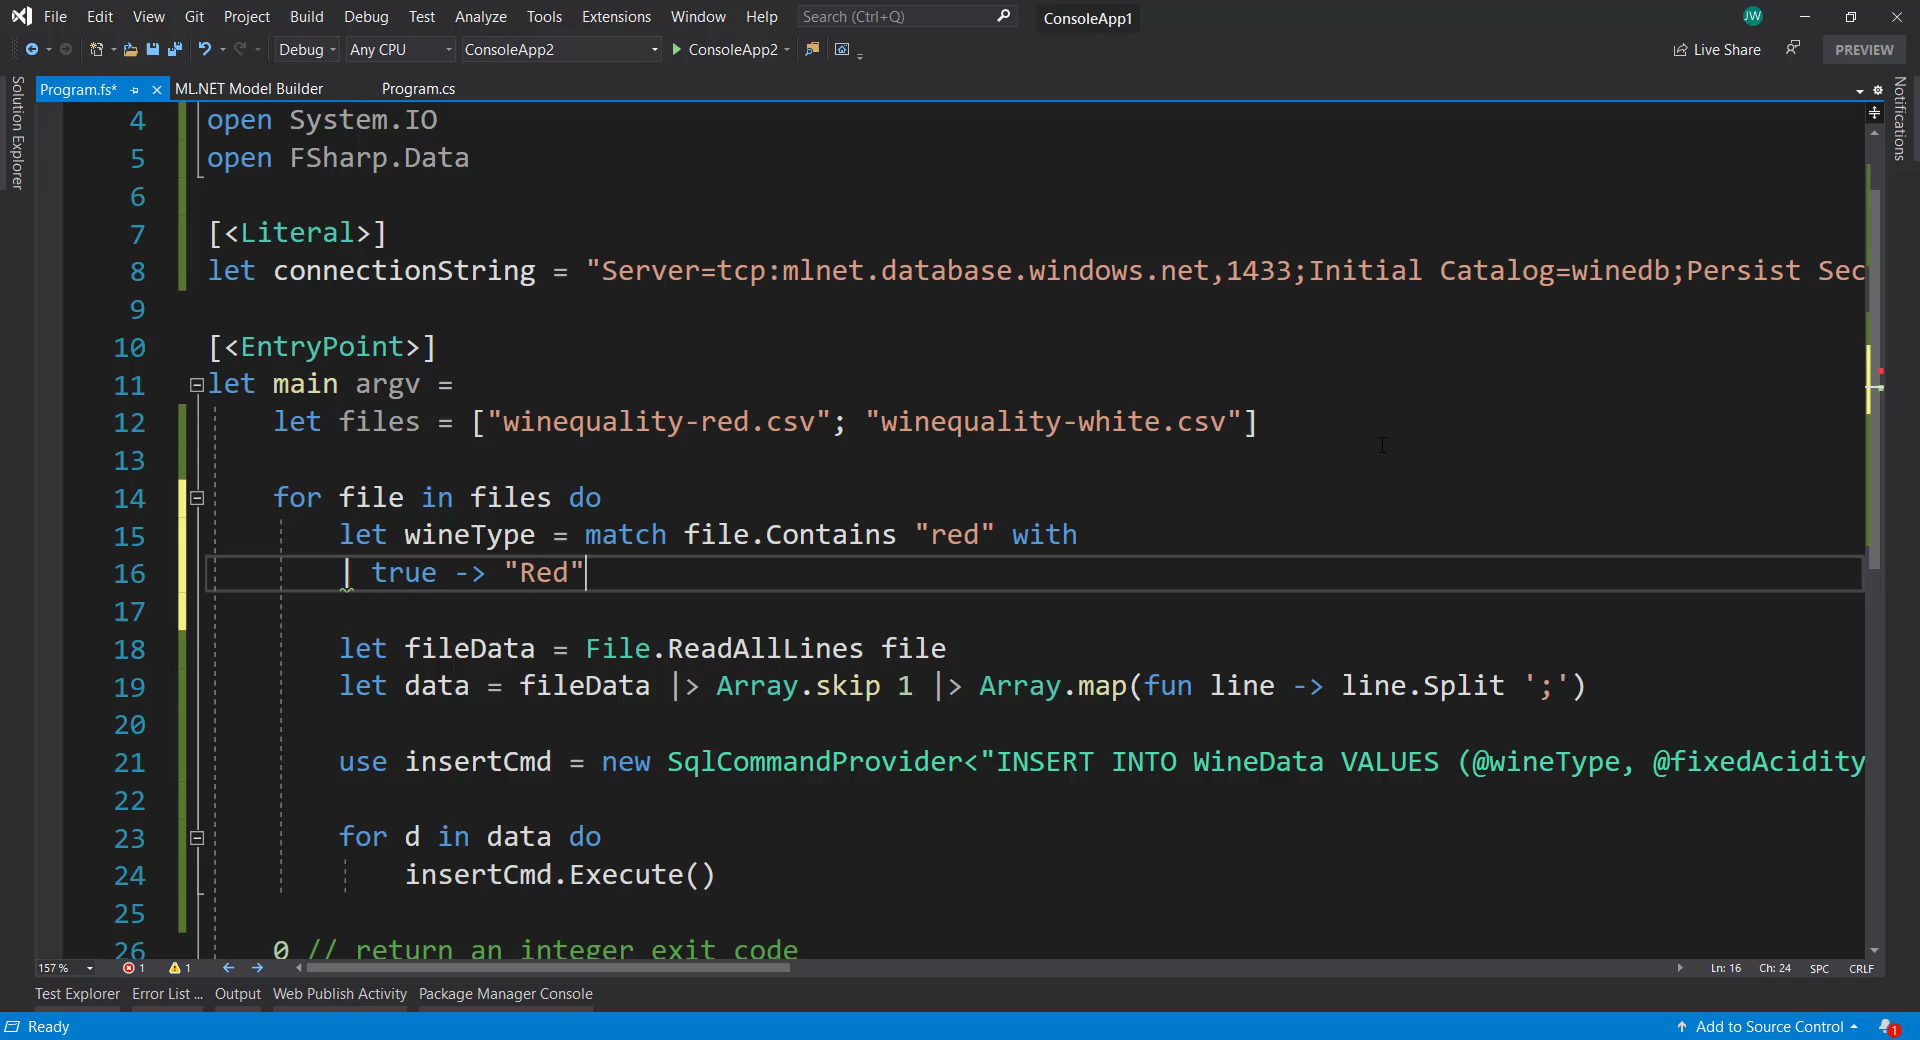 File Edit View Git Project Build Debug Test Analyze Tools Extensions Window Help Search (Ctrl+Q) ConsoleApp1 JW
Debug Any CPU ConsoleApp2 ConsoleApp2 Live Share PREVIEW
Program.fs* ML.NET Model Builder Program.cs
Solution Explorer
Notifications
4 open System.IO
5 open FSharp.Data
6
7 [<Literal>]
8 let connectionString = "Server=tcp:mlnet.database.windows.net,1433;Initial Catalog=winedb;Persist Sec
9
10 [<EntryPoint>]
11 let main argv =
12 let files = ["winequality-red.csv"; "winequality-white.csv"]
13
14 for file in files do
15 let wineType = match file.Contains "red" with
16 | true -> "Red"
17
18 let fileData = File.ReadAllLines file
19 let data = fileData |> Array.skip 1 |> Array.map(fun line -> line.Split ';')
20
21 use insertCmd = new SqlCommandProvider<"INSERT INTO WineData VALUES (@wineType, @fixedAcidity
22
23 for d in data do
24 insertCmd.Execute()
25
26 0 // return an integer exit code
157 % 1 1 Ln: 16 Ch: 24 SPC CRLF
Test Explorer Error List ... Output Web Publish Activity Package Manager Console
Ready Add to Source Control 1